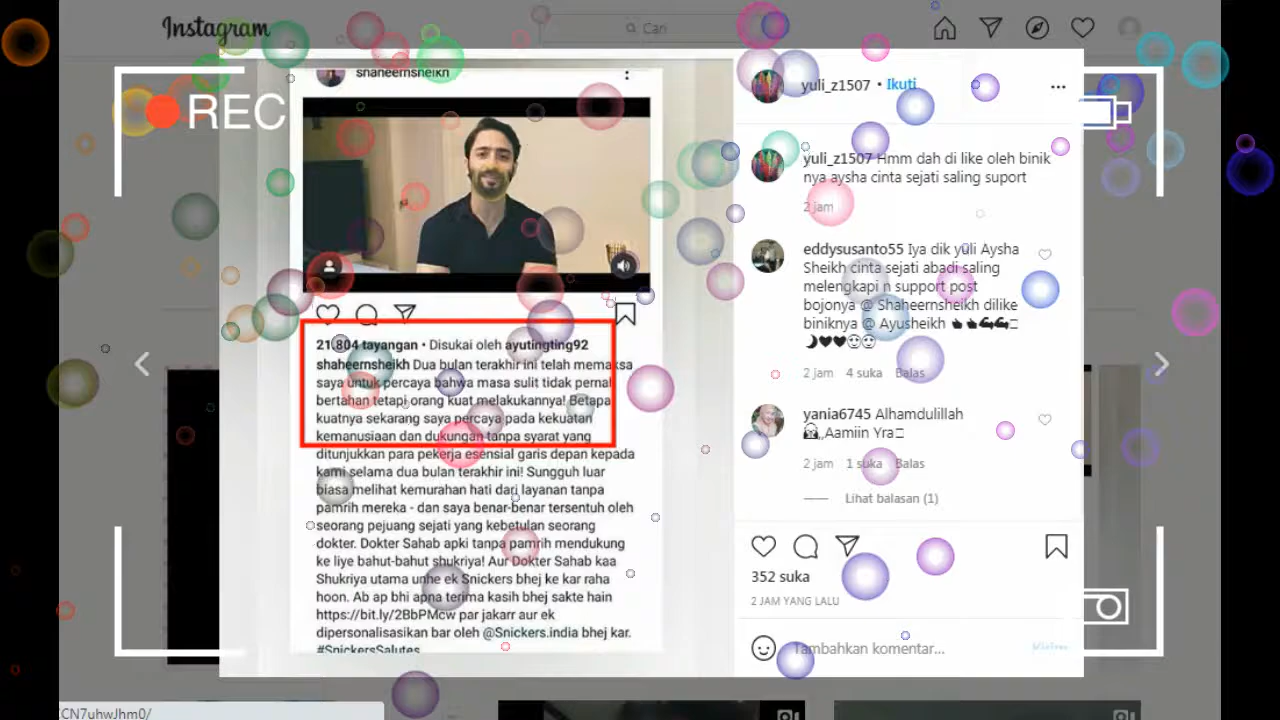 Instagram
Cari
REC
shaheernsheikh
21.804 tayangan • Disukai oleh ayutingting92
shaheernsheikh Dua bulan terakhir ini telah memaksa
saya untuk percaya bahwa masa sulit tidak pernah
bertahan tetapi orang kuat melakukannya! Betapa
kuatnya sekarang saya percaya pada kekuatan
kemanusiaan dan dukungan tanpa syarat yang
ditunjukkan para pekerja esensial garis depan kepada
kami selama dua bulan terakhir ini! Sungguh luar
biasa melihat kemurahan hati dari layanan tanpa
pamrih mereka - dan saya benar-benar tersentuh oleh
seorang pejuang sejati yang kebetulan seorang
dokter. Dokter Sahab apki tanpa pamrih mendukung
ke liye bahut-bahut shukriya! Aur Dokter Sahab kaa
Shukriya utama unhe ek Snickers bhej ke kar raha
hoon. Ab ap bhi apna terima kasih bhej sakte hain
https://bit.ly/2BbPMcw par jakarr aur ek
dipersonalisasikan bar oleh @Snickers.india bhej kar.
#SnickersSalutes
yuli_z1507 • Ikuti
yuli_z1507 Hmm dah di like oleh binik
nya aysha cinta sejati saling suport
2 jam
eddysusanto55 Iya dik yuli Aysha
Sheikh cinta sejati abadi saling
melengkapi n support post
bojonya @ Shaheernsheikh dilike
biniknya @ Ayusheikh
2 jam 4 suka Balas
yania6745 Alhamdulillah
,,Aamiin Yra
2 jam 1 suka Balas
Lihat balasan (1)
352 suka
2 JAM YANG LALU
Tambahkan komentar...
CN7uhwJhm0/